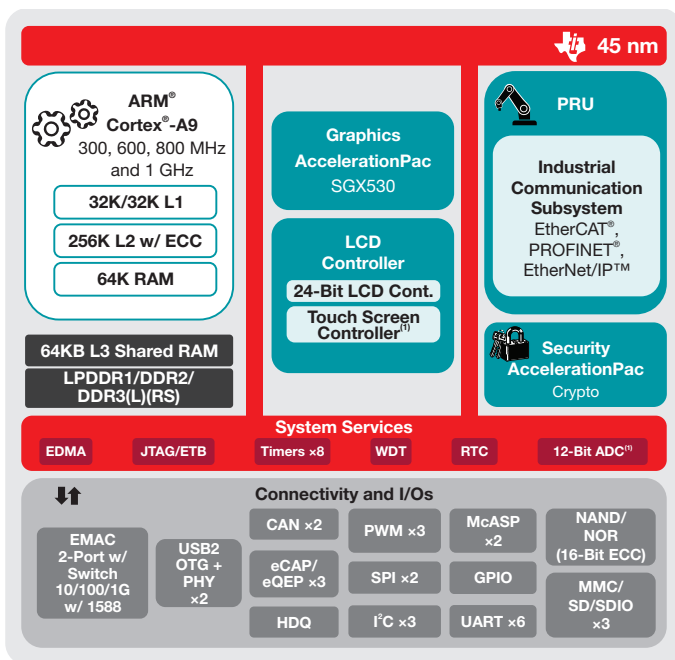 45 nm
ARM®
Cortex®-A9
300, 600, 800 MHz
and 1 GHz
32K/32K L1
256K L2 w/ ECC
64K RAM
64KB L3 Shared RAM
LPDDR1/DDR2/
DDR3(L)(RS)
Graphics
AccelerationPac
SGX530
LCD
Controller
24-Bit LCD Cont.
Touch Screen
Controller(1)
PRU
Industrial
Communication
Subsystem
EtherCAT®,
PROFINET®,
EtherNet/IP™
Security
AccelerationPac
Crypto
System Services
EDMA
JTAG/ETB
Timers ×8
WDT
RTC
12-Bit ADC(1)
Connectivity and I/Os
EMAC
2-Port w/
Switch
10/100/1G
w/ 1588
USB2
OTG +
PHY
×2
CAN ×2
eCAP/
eQEP ×3
HDQ
PWM ×3
SPI ×2
I²C ×3
McASP
×2
GPIO
UART ×6
NAND/
NOR
(16-Bit ECC)
MMC/
SD/SDIO
×3